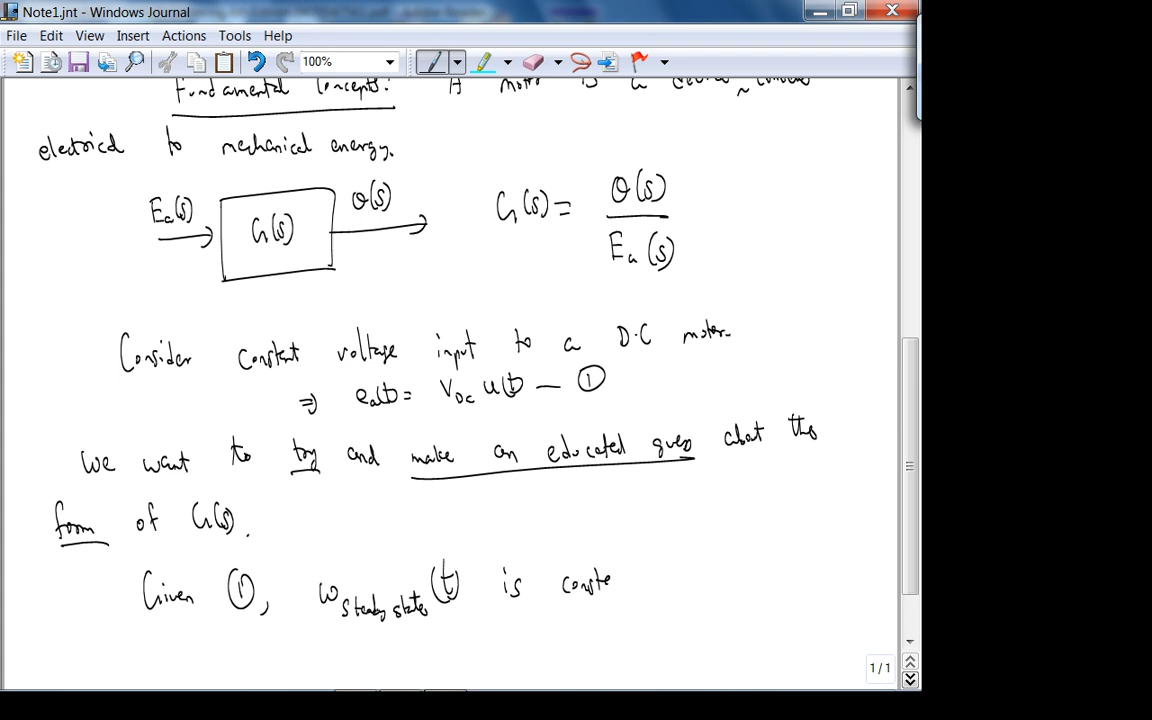 Note1.jnt - Windows Journal
File Edit View Insert Actions Tools Help
100%
Fundamental Concepts: A motor is a
electrical to mechanical energy.
Ea(s) G(s) θ(s) G(s) = θ(s) / Ea(s)
Consider constant voltage input to a D.C motor
⇒ ea(t) = VDC u(t) — ①
We want to try and make an educated guess about the
form of G(s).
Given ①, ωsteady state(t) is conste
1/1